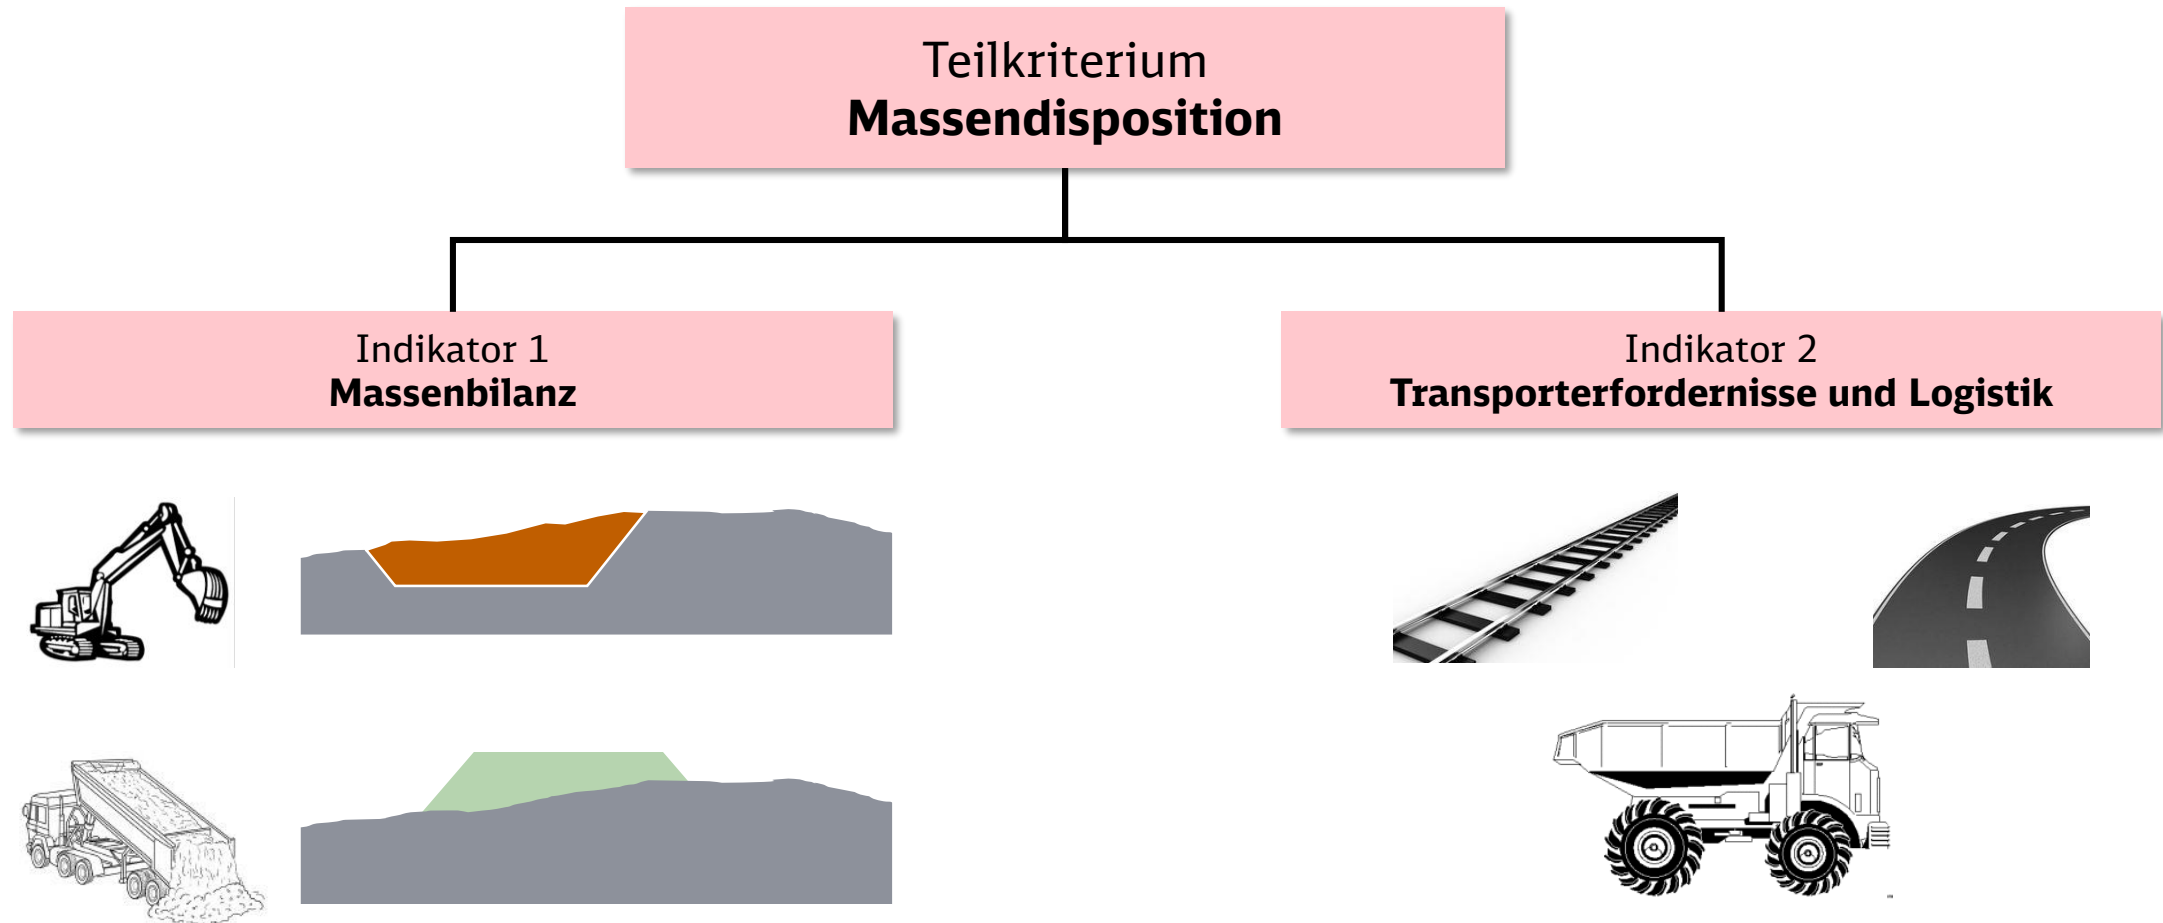 Teilkriterium
Massendisposition
Indikator 1
Massenbilanz
Indikator 2
Transporterfordernisse und Logistik